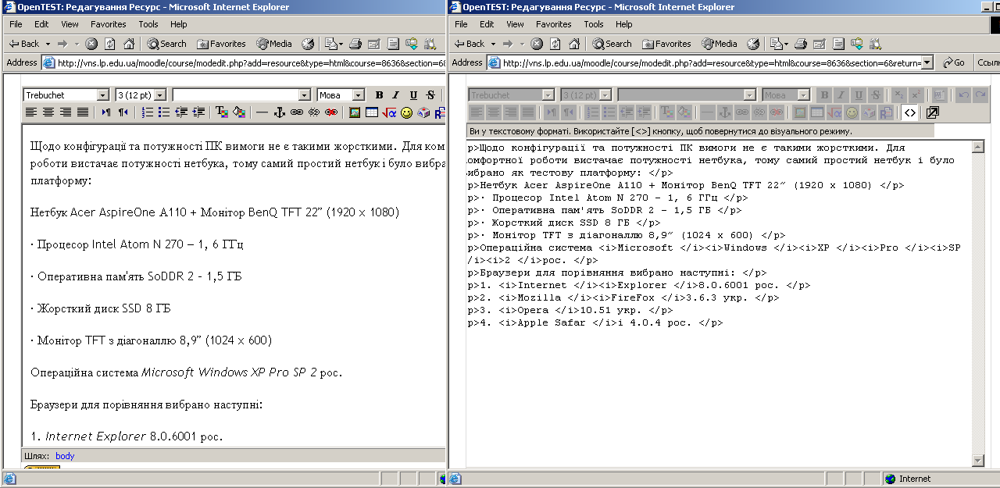 OpenTEST: Редагування Ресурс - Microsoft Internet Explorer
File Edit View Favorites Tools Help
Back Search Favorites Media
Address http://vns.lp.edu.ua/moodle/course/modedit.php?add=resource&type=html&course=8636&section=6&
Trebuchet 3 (12 pt) Мова B I U S
Щодо конфігурації та потужності ПК вимоги не є такими жорсткими. Для ком
роботи вистачає потужності нетбука, тому самий простий нетбук і було вибра
платформу:
Нетбук Acer AspireOne A110 + Монітор BenQ TFT 22” (1920 x 1080)
· Процесор Intel Atom N 270 – 1, 6 ГГц
· Оперативна пам'ять SoDDR 2 - 1,5 ГБ
· Жорсткий диск SSD 8 ГБ
· Монітор TFT з діагоналлю 8,9” (1024 x 600)
Операційна система Microsoft Windows XP Pro SP 2 рос.
Браузери для порівняння вибрано наступні:
1. Internet Explorer 8.0.6001 рос.
Шлях: body
OpenTEST: Редагування Ресурс - Microsoft Internet Explorer
File Edit View Favorites Tools Help
Back Search Favorites Media
Address http://vns.lp.edu.ua/moodle/course/modedit.php?add=resource&type=html&course=8636&section=6&return= Go Ссыл
Trebuchet 3 (12 pt) Мова B I U S
Ви у текстовому форматі. Використайте [<>] кнопку, щоб повернутися до візуального режиму.
p>Щодо конфігурації та потужності ПК вимоги не є такими жорсткими. Для
омфортної роботи вистачає потужності нетбука, тому самий простий нетбук і було
ибрано як тестову платформу: </p>
p>Нетбук Acer AspireOne A110 + Монітор BenQ TFT 22” (1920 x 1080) </p>
p>· Процесор Intel Atom N 270 – 1, 6 ГГц </p>
p>· Оперативна пам'ять SoDDR 2 - 1,5 ГБ </p>
p>· Жорсткий диск SSD 8 ГБ </p>
p>· Монітор TFT з діагоналлю 8,9” (1024 x 600) </p>
p>Операційна система <i>Microsoft </i><i>Windows </i><i>XP </i><i>Pro </i><i>SP
/i><i>2 </i>рос. </p>
p>Браузери для порівняння вибрано наступні: </p>
p>1. <i>Internet </i><i>Explorer </i>8.0.6001 рос. </p>
p>2. <i>Mozilla </i><i>FireFox </i>3.6.3 укр. </p>
p>3. <i>Opera </i>10.51 укр. </p>
p>4. <i>Apple Safar </i>i 4.0.4 рос. </p>
Internet